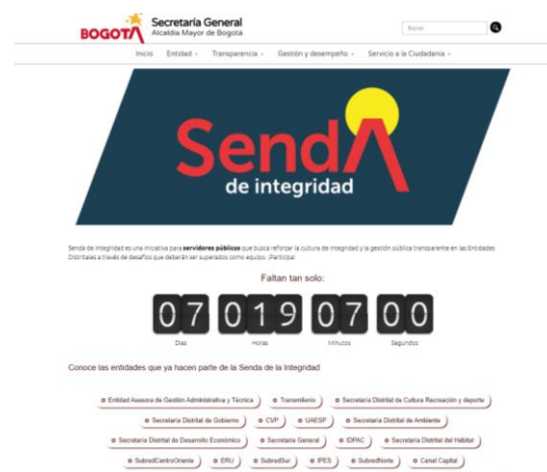 BOGOTÁ
Secretaría General
Alcaldía Mayor de Bogotá
Buscar
Inicio Entidad Transparencia Gestión y desempeño Servicio a la Ciudadanía
Senda
de integridad
Senda de integridad es una iniciativa para servidores públicos que busca reforzar la cultura de integridad y la gestión pública transparente en las Entidades
Distritales a través de desafíos que deberán ser superados como equipo. ¡Participa!
Faltan tan solo:
07 019 07 00
Días Horas Minutos Segundos
Conoce las entidades que ya hacen parte de la Senda de la Integridad
Entidad Asesora de Gestión Administrativa y Técnica Transmilenio Secretaría Distrital de Cultura Recreación y deporte
Secretaría Distrital de Gobierno CVP UAESP Secretaría Distrital de Ambiente
Secretaría Distrital de Desarrollo Económico Secretaría General IDPAC Secretaría Distrital del Hábitat
SubredCentroOriente ERU SubredSur IPES SubredNorte Canal Capital